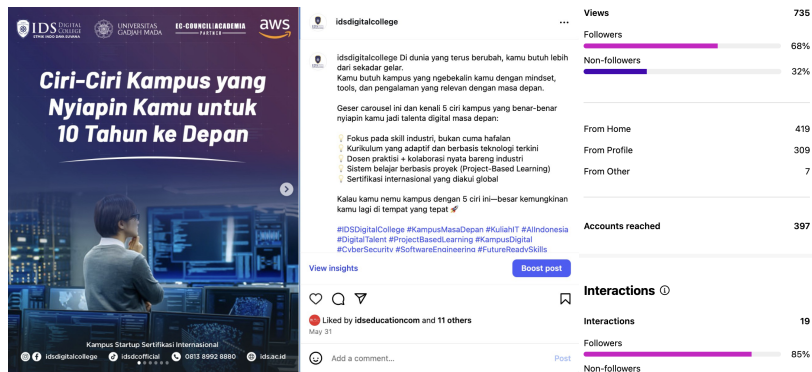 IDS DIGITAL COLLEGE
STMIK INDO DAYA SUVANA
UNIVERSITAS GADJAH MADA
EC-COUNCIL ACADEMIA
PARTNER
aws
Ciri-Ciri Kampus yang
Nyiapin Kamu untuk
10 Tahun ke Depan
Kampus Startup Sertifikasi Internasional
idsdigitalcollege
idsdcofficial
0813 8992 8880
ids.ac.id
idsdigitalcollege
idsdigitalcollege Di dunia yang terus berubah, kamu butuh lebih
dari sekadar gelar.
Kamu butuh kampus yang ngebekalin kamu dengan mindset,
tools, dan pengalaman yang relevan dengan masa depan.
Geser carousel ini dan kenali 5 ciri kampus yang benar-benar
nyiapin kamu jadi talenta digital masa depan:
💡 Fokus pada skill industri, bukan cuma hafalan
💡 Kurikulum yang adaptif dan berbasis teknologi terkini
💡 Dosen praktisi + kolaborasi nyata bareng industri
💡 Sistem belajar berbasis proyek (Project-Based Learning)
💡 Sertifikasi internasional yang diakui global
Kalau kamu nemu kampus dengan 5 ciri ini—besar kemungkinan
kamu lagi di tempat yang tepat 🚀
#IDSDigitalCollege #KampusMasaDepan #KuliahIT #AIIndonesia
#DigitalTalent #ProjectBasedLearning #KampusDigital
#CyberSecurity #SoftwareEngineering #FutureReadySkills
View insights
Boost post
Liked by idseducationcom and 11 others
May 31
Add a comment...
Post
Views 735
Followers
68%
Non-followers
32%
From Home 419
From Profile 309
From Other 7
Accounts reached 397
Interactions
Interactions 19
Followers
85%
Non-followers